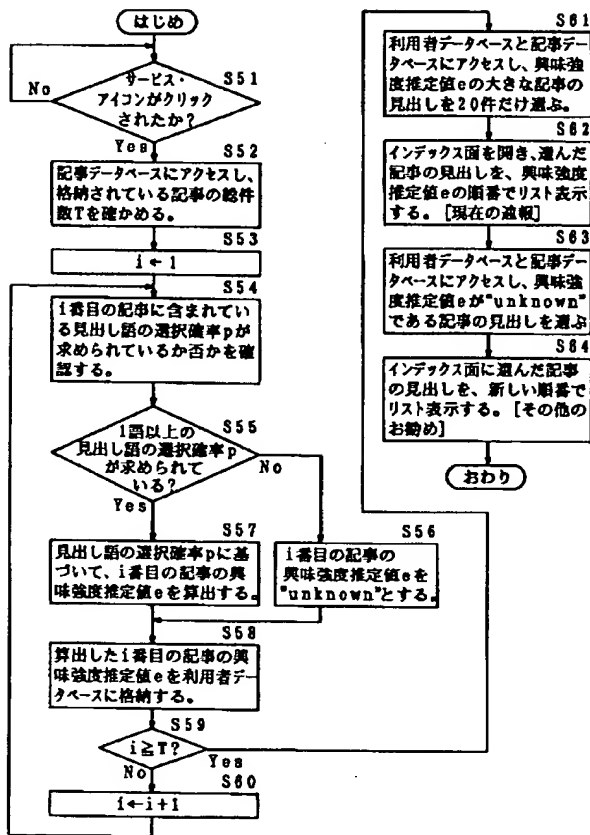 はじめ
S51
サービス・
アイコンがクリック
されたか?
No
Yes
S52
記事データベースにアクセスし、
格納されている記事の総件
数Tを確かめる。
S53
i←1
S54
i番目の記事に含まれてい
る見出し語の選択確率pが
求められているか否かを確
認する。
S55
1語以上の
見出し語の選択確率p
が求められて
いる?
No
Yes
S57
見出し語の選択確率pに基
づいて、i番目の記事の興
味強度推定値eを算出する。
S56
i番目の記事の
興味強度推定値eを
"unknown"とする。
S58
算出したi番目の記事の興
味強度推定値eを利用者デー
タベースに格納する。
S59
i≧T?
Yes
No
S60
i←i+1
S61
利用者データベースと記事デー
タベースにアクセスし、興味強
度推定値eの大きな記事の
見出しを20件だけ選ぶ。
S62
インデックス面を開き、選んだ
記事の見出しを、興味強度
推定値eの順番でリスト表示
する。[現在の速報]
S63
利用者データベースと記事デー
タベースにアクセスし、興味強
度推定値eが"unknown"
である記事の見出しを選ぶ
S64
インデックス面に選んだ記事
の見出しを、新しい順番で
リスト表示する。[その他の
お勧め]
おわり